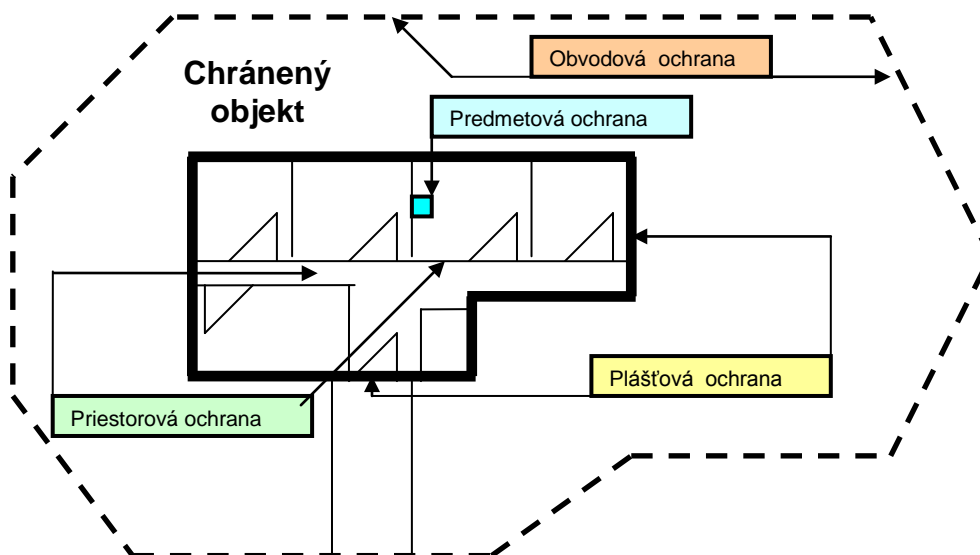 Obvodová ochrana
Chránený
objekt
Predmetová ochrana
Plášťová ochrana
Priestorová ochrana